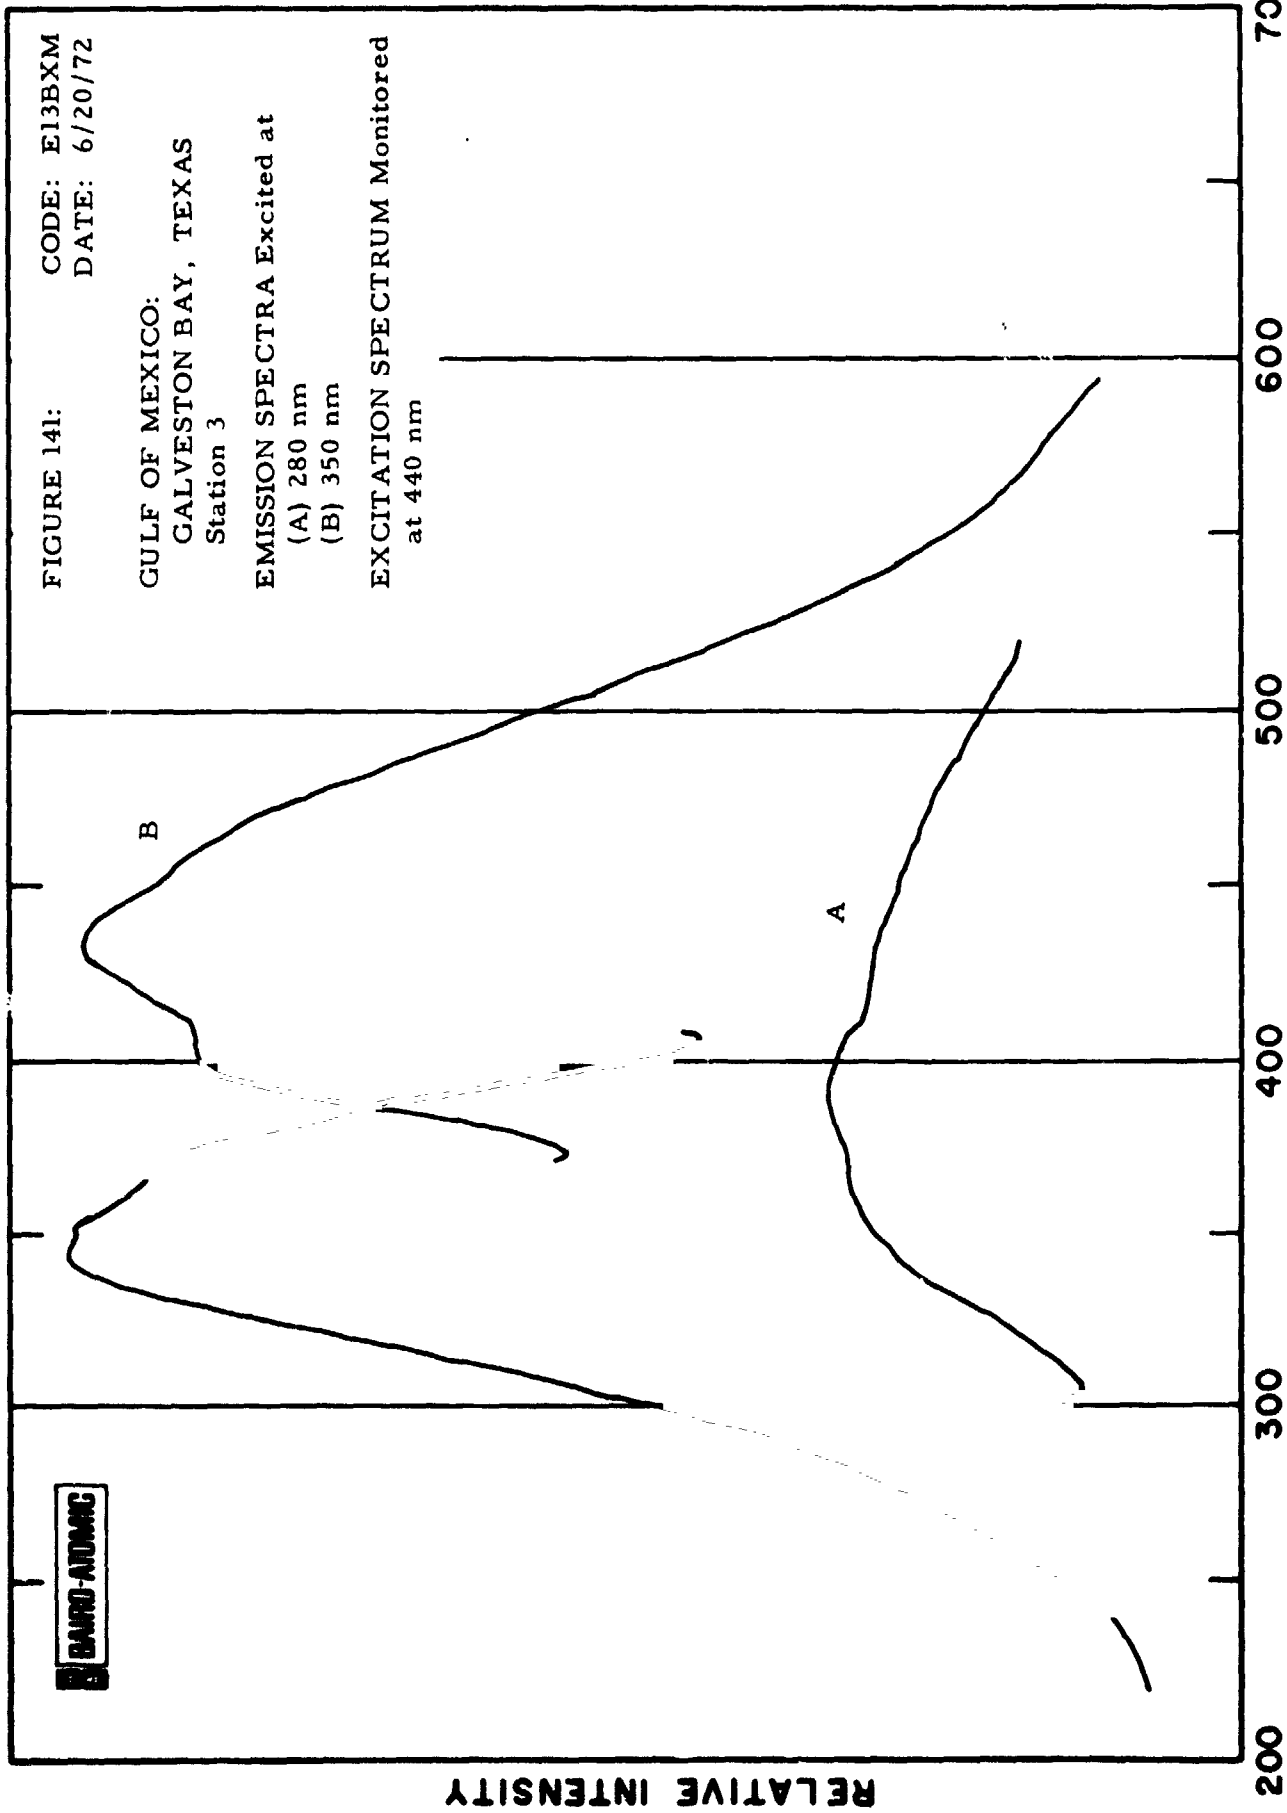 FIGURE 141:
CODE: E13BXM
DATE: 6/20/72
GULF OF MEXICO:
GALVESTON BAY, TEXAS
Station 3
EMISSION SPECTRA Excited at
(A) 280 nm
(B) 350 nm
EXCITATION SPECTRUM Monitored
at 440 nm
BAIRD-ATOMIC
B
A
RELATIVE INTENSITY
200
300
400
500
600